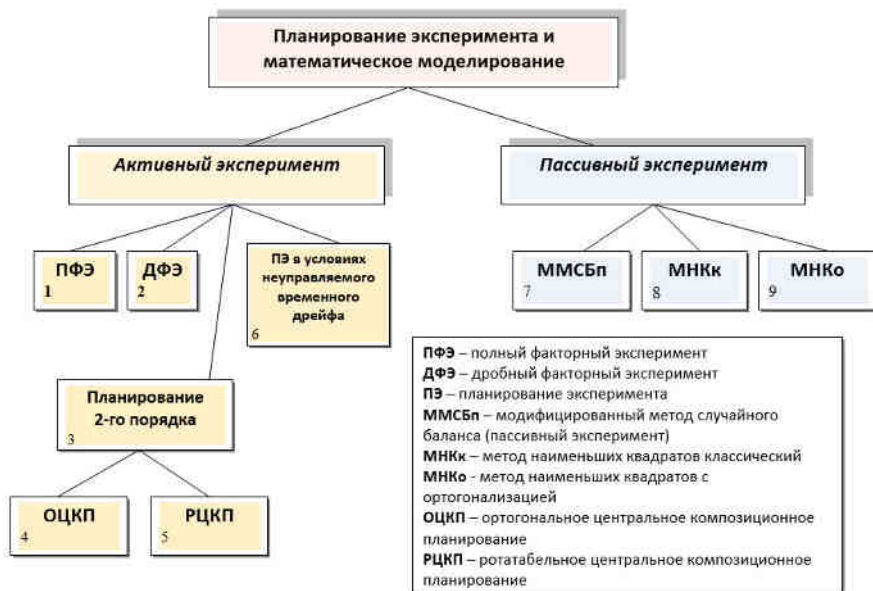 Планирование эксперимента и
математическое моделирование
Активный эксперимент
Пассивный эксперимент
ПФЭ
1
ДФЭ
2
ПЭ в условиях
неуправляемого
временного
дрейфа
6
ММСБп
7
МНКк
8
МНКо
9
Планирование
2-го порядка
3
ОЦКП
4
РЦКП
5
ПФЭ – полный факторный эксперимент
ДФЭ – дробный факторный эксперимент
ПЭ – планирование эксперимента
ММСБп – модифицированный метод случайного
баланса (пассивный эксперимент)
МНКк – метод наименьших квадратов классический
МНКо - метод наименьших квадратов с
ортогонализацией
ОЦКП – ортогональное центральное композиционное
планирование
РЦКП – ротатабельное центральное композиционное
планирование